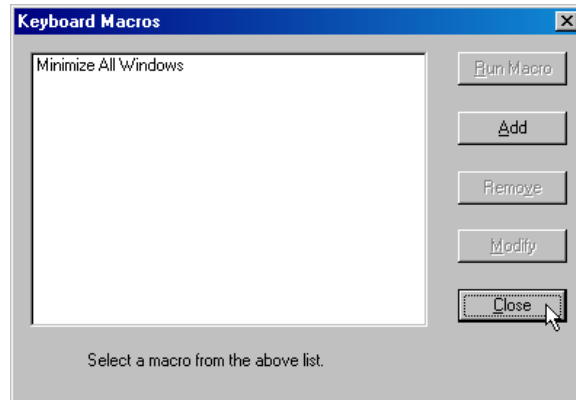 Keyboard Macros
Minimize All Windows
Run Macro
Add
Remove
Modify
Close
Select a macro from the above list.